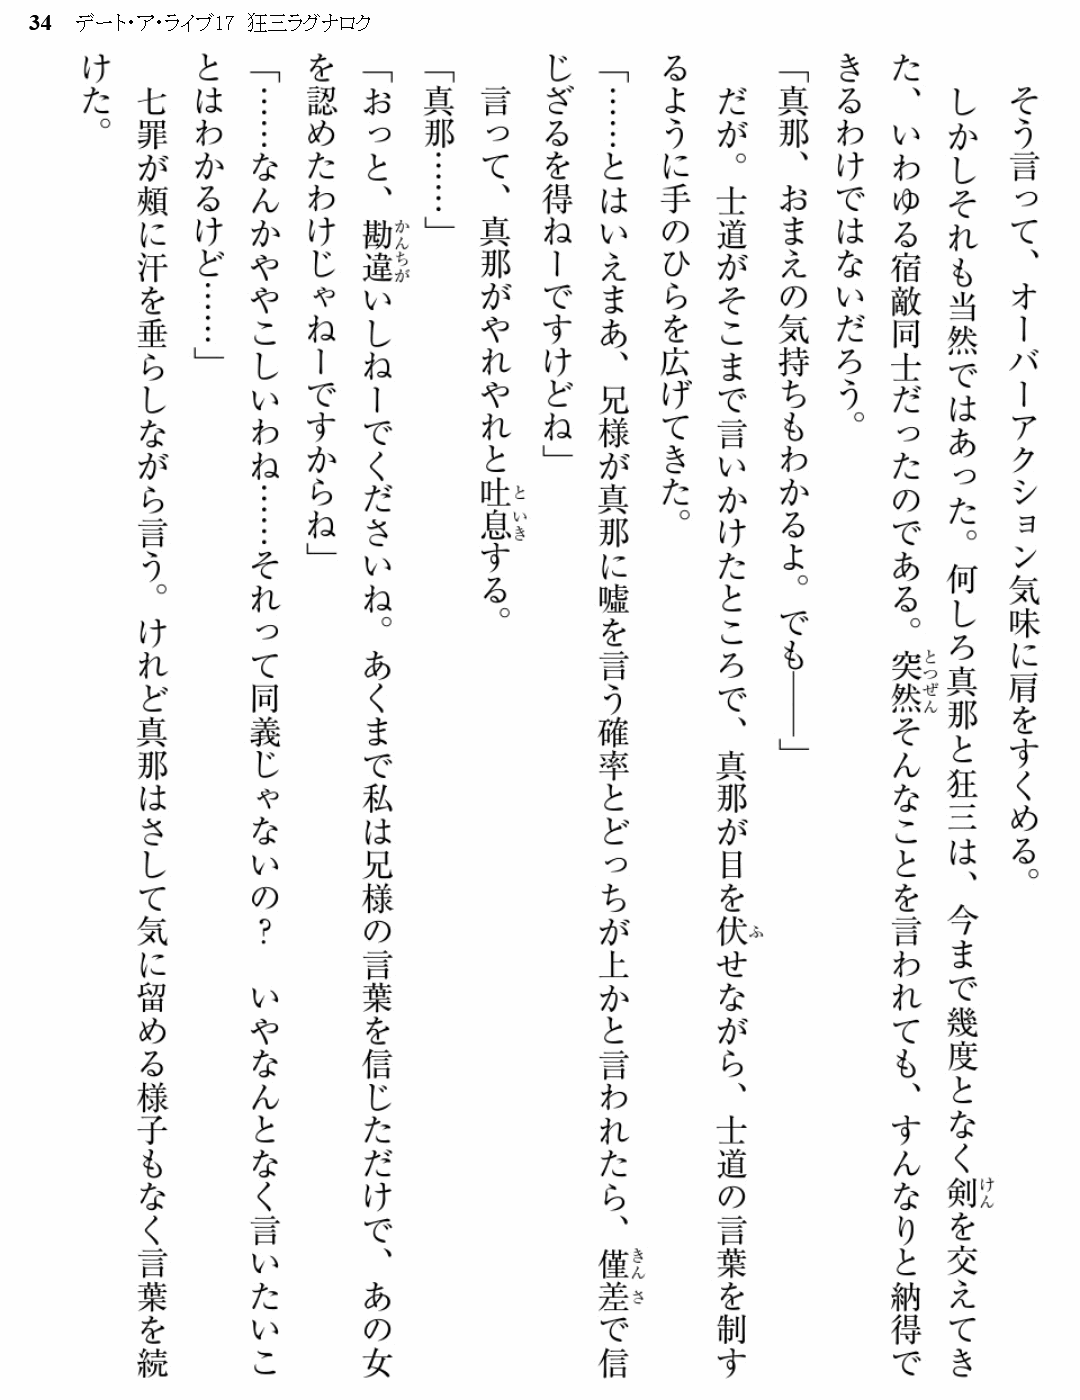 34 デート・ア・ライブ17 狂三ラグナロク
そう言って、オーバーアクション気味に肩をすくめる。
しかしそれも当然ではあった。何しろ真那と狂三は、今まで幾度となく剣を交えてき
た、いわゆる宿敵同士だったのである。突然そんなことを言われても、すんなりと納得で
きるわけではないだろう。
「真那、おまえの気持ちもわかるよ。でも――」
だが。士道がそこまで言いかけたところで、真那が目を伏せながら、士道の言葉を制す
るように手のひらを広げてきた。
「……とはいえまあ、兄様が真那に嘘を言う確率とどっちが上かと言われたら、僅差で信
じざるを得ねーですけどね」
言って、真那がやれやれと吐息する。
「真那……」
「おっと、勘違いしねーでくださいね。あくまで私は兄様の言葉を信じただけで、あの女
を認めたわけじゃねーですからね」
「……なんかややこしいわね……それって同義じゃないの？　いやなんとなく言いたいこ
とはわかるけど……」
七罪が頰に汗を垂らしながら言う。けれど真那はさして気に留める様子もなく言葉を続
けた。